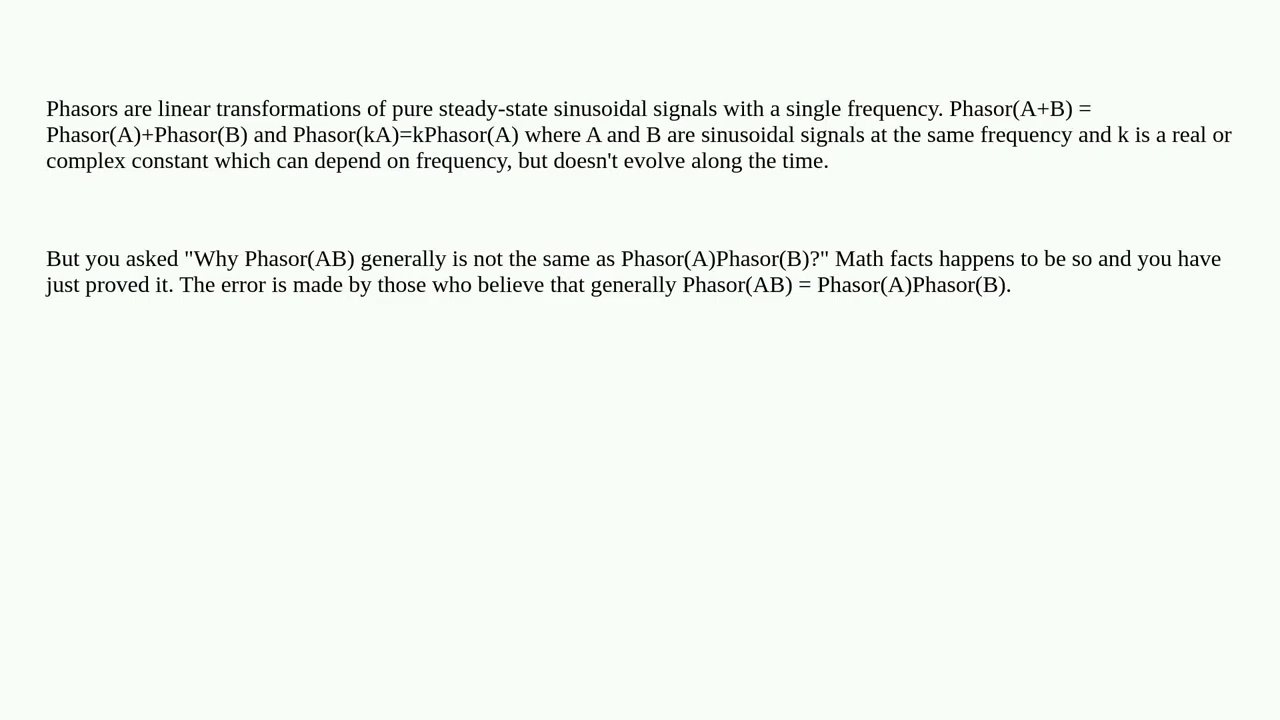 Phasors are linear transformations of pure steady-state sinusoidal signals with a single frequency. Phasor(A+B) =
Phasor(A)+Phasor(B) and Phasor(kA)=kPhasor(A) where A and B are sinusoidal signals at the same frequency and k is a real or
complex constant which can depend on frequency, but doesn't evolve along the time.
But you asked "Why Phasor(AB) generally is not the same as Phasor(A)Phasor(B)?" Math facts happens to be so and you have
just proved it. The error is made by those who believe that generally Phasor(AB) = Phasor(A)Phasor(B).